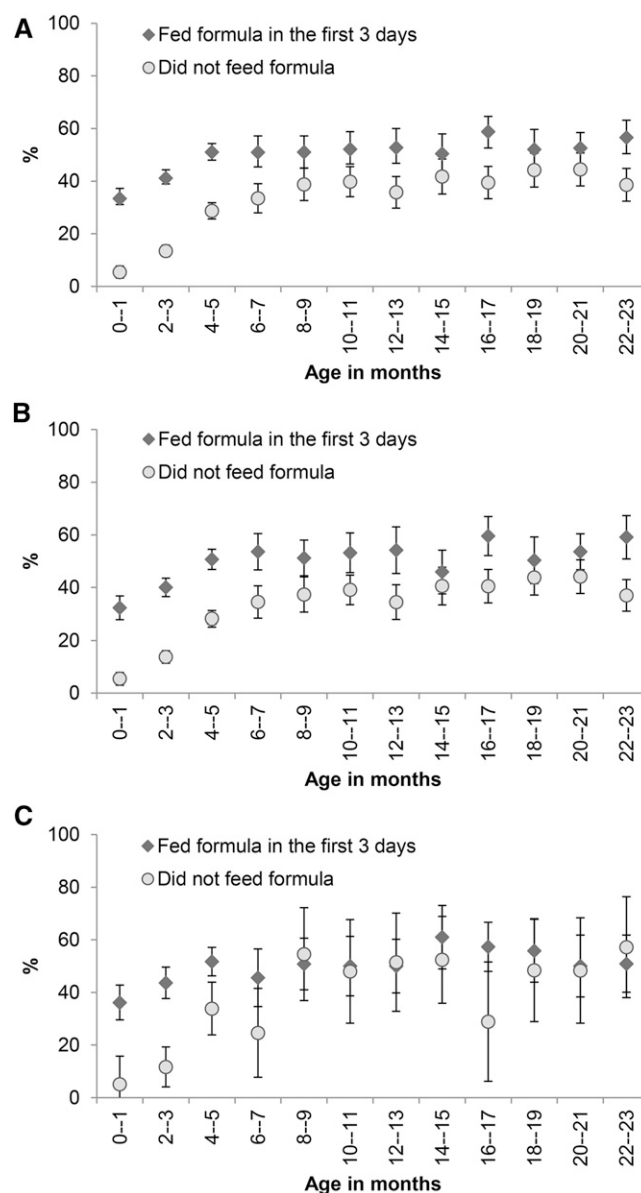 A
◆ Fed formula in the first 3 days
○ Did not feed formula
100
80
60
40
20
0
%
0--1 2--3 4--5 6--7 8--9 10--11 12--13 14--15 16--17 18--19 20--21 22--23
Age in months
B
◆ Fed formula in the first 3 days
○ Did not feed formula
100
80
60
40
20
0
%
0--1 2--3 4--5 6--7 8--9 10--11 12--13 14--15 16--17 18--19 20--21 22--23
Age in months
C
◆ Fed formula in the first 3 days
○ Did not feed formula
100
80
60
40
20
0
%
0--1 2--3 4--5 6--7 8--9 10--11 12--13 14--15 16--17 18--19 20--21 22--23
Age in months